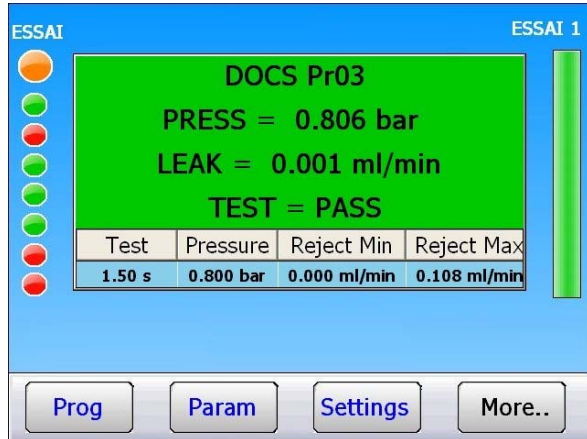 ESSAI
ESSAI 1
DOCS Pr03
PRESS = 0.806 bar
LEAK = 0.001 ml/min
TEST = PASS
Test Pressure Reject Min Reject Max
1.50 s 0.800 bar 0.000 ml/min 0.108 ml/min
Prog Param Settings More..